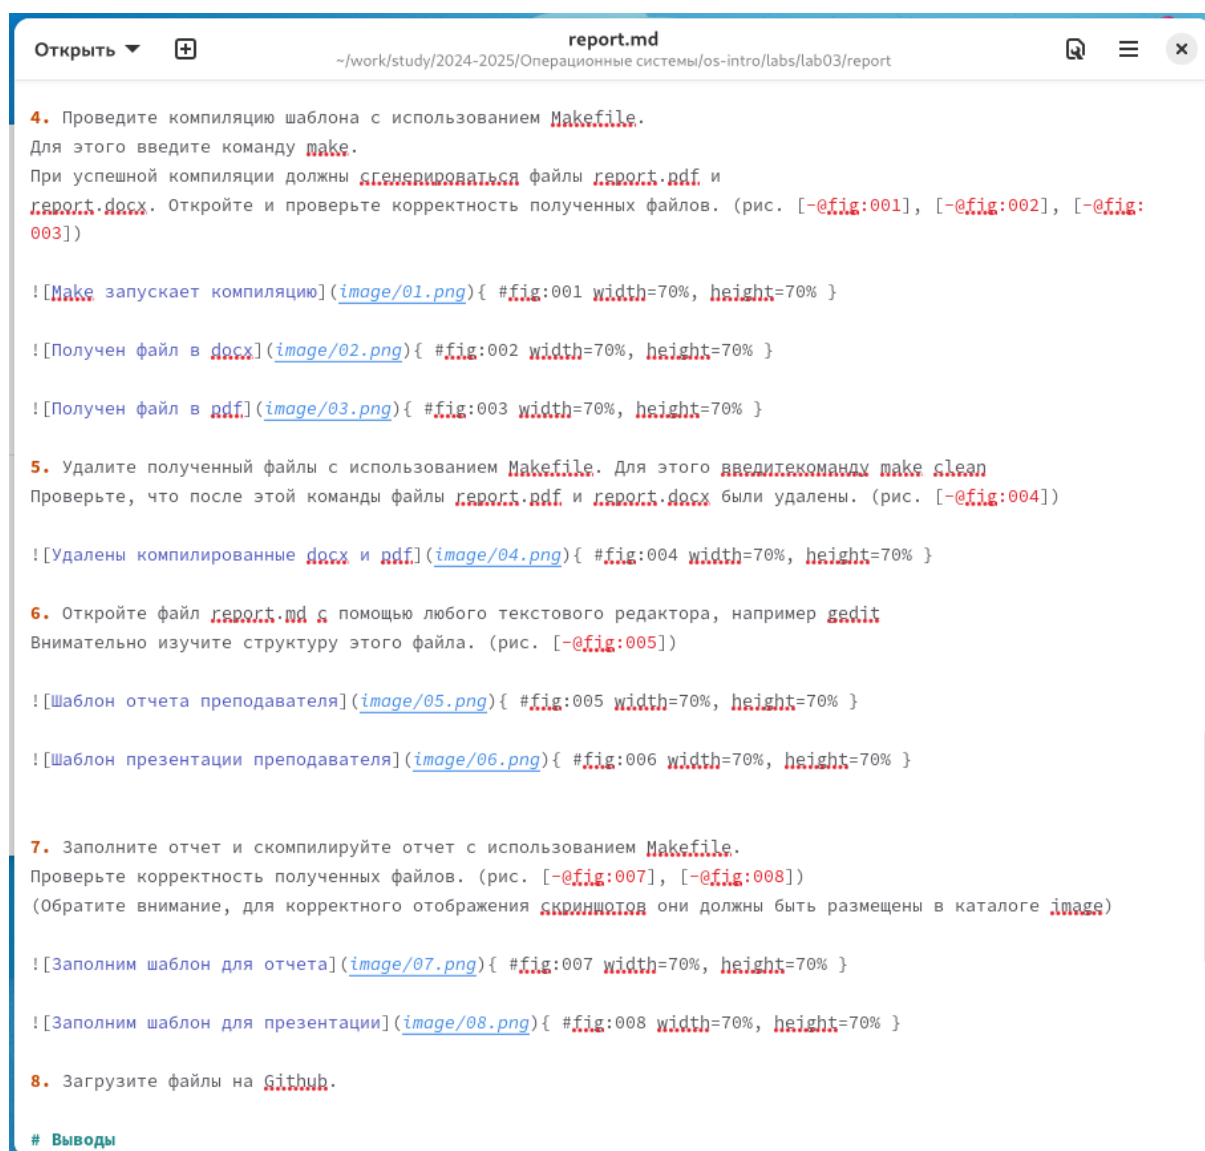 Открыть
report.md
~/work/study/2024-2025/Операционные системы/os-intro/labs/lab03/report
4. Проведите компиляцию шаблона с использованием Makefile.
Для этого введите команду make.
При успешной компиляции должны сгенерироваться файлы report.pdf и
report.docx. Откройте и проверьте корректность полученных файлов. (рис. [-@fig:001], [-@fig:002], [-@fig:
003])
![Make запускает компиляцию](image/01.png){ #fig:001 width=70%, height=70% }
![Получен файл в docx](image/02.png){ #fig:002 width=70%, height=70% }
![Получен файл в pdf](image/03.png){ #fig:003 width=70%, height=70% }
5. Удалите полученный файлы с использованием Makefile. Для этого введитекоманду make clean
Проверьте, что после этой команды файлы report.pdf и report.docx были удалены. (рис. [-@fig:004])
![Удалены компилированные docx и pdf](image/04.png){ #fig:004 width=70%, height=70% }
6. Откройте файл report.md c помощью любого текстового редактора, например gedit
Внимательно изучите структуру этого файла. (рис. [-@fig:005])
![Шаблон отчета преподавателя](image/05.png){ #fig:005 width=70%, height=70% }
![Шаблон презентации преподавателя](image/06.png){ #fig:006 width=70%, height=70% }
7. Заполните отчет и скомпилируйте отчет с использованием Makefile.
Проверьте корректность полученных файлов. (рис. [-@fig:007], [-@fig:008])
(Обратите внимание, для корректного отображения скриншотов они должны быть размещены в каталоге image)
![Заполним шаблон для отчета](image/07.png){ #fig:007 width=70%, height=70% }
![Заполним шаблон для презентации](image/08.png){ #fig:008 width=70%, height=70% }
8. Загрузите файлы на Github.
# Выводы